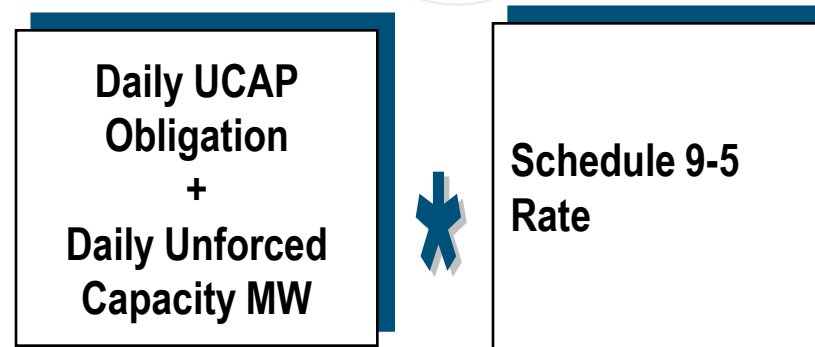 Daily UCAP
Obligation
+
Daily Unforced
Capacity MW
*
Schedule 9-5
Rate